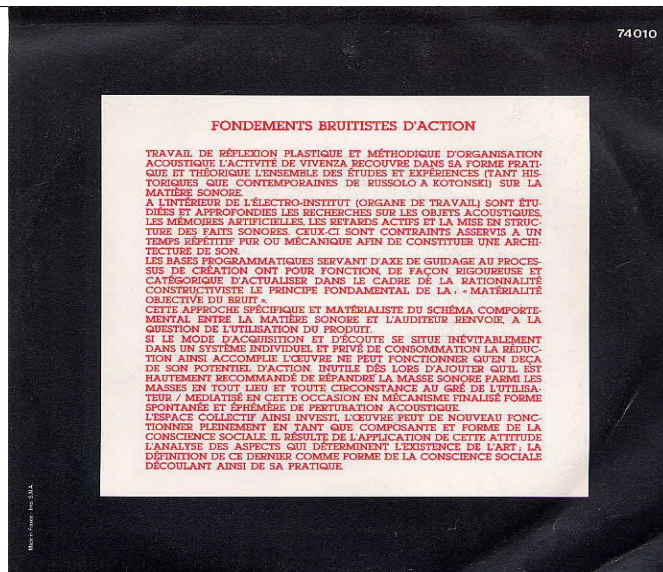 74010
FONDEMENTS BRUITISTES D'ACTION
TRAVAIL DE RÉFLEXION PLASTIQUE ET MÉTHODIQUE D'ORGANISATION
ACOUSTIQUE L'ACTIVITÉ DE VIVENZA RECOUVRE DANS SA FORME PRATI-
QUE ET THÉORIQUE L'ENSEMBLE DES ÉTUDES ET EXPÉRIENCES (TANT HIS-
TORIQUES QUE CONTEMPORAINES DE RUSSOLO A KOTONSKI) SUR LA
MATIÈRE SONORE.
A L'INTÉRIEUR DE L'ÉLECTRO-INSTITUT (ORGANE DE TRAVAIL) SONT ÉTU-
DIÉES ET APPROFONDIES LES RECHERCHES SUR LES OBJETS ACOUSTIQUES,
LES MÉMOIRES ARTIFICIELLES, LES RETARDS ACTIFS ET LA MISE EN STRUC-
TURE DES FAITS SONORES. CEUX-CI SONT CONTRAINTS ASSERVIS A UN
TEMPS RÉPÉTITIF PUR OU MÉCANIQUE AFIN DE CONSTITUER UNE ARCHI-
TECTURE DE SON.
LES BASES PROGRAMMATIQUES SERVANT D'AXE DE GUIDAGE AU PROCES-
SUS DE CRÉATION ONT POUR FONCTION, DE FAÇON RIGOUREUSE ET
CATÉGORIQUE D'ACTUALISER DANS LE CADRE DE LA RATIONNALITÉ
CONSTRUCTIVISTE LE PRINCIPE FONDAMENTAL DE LA : « MATÉRIALITÉ
OBJECTIVE DU BRUIT ».
CETTE APPROCHE SPÉCIFIQUE ET MATÉRIALISTE DU SCHÉMA COMPORTE-
MENTAL ENTRE LA MATIÈRE SONORE ET L'AUDITEUR RENVOIE, A LA
QUESTION DE L'UTILISATION DU PRODUIT.
SI LE MODE D'ACQUISITION ET D'ÉCOUTE SE SITUE INÉVITABLEMENT
DANS UN SYSTÈME INDIVIDUEL ET PRIVÉ DE CONSOMMATION LA RÉDUC-
TION AINSI ACCOMPLIE L'ŒUVRE NE PEUT FONCTIONNER QU'EN DEÇA
DE SON POTENTIEL D'ACTION. INUTILE DÈS LORS D'AJOUTER QU'IL EST
HAUTEMENT RECOMMANDÉ DE RÉPANDRE LA MASSE SONORE PARMI LES
MASSES EN TOUT LIEU ET TOUTE CIRCONSTANCE AU GRÉ DE L'UTILISA-
TEUR / MEDIATISÉ EN CETTE OCCASION EN MÉCANISME FINALISÉ FORME
SPONTANÉE ET ÉPHÉMÈRE DE PERTUBATION ACOUSTIQUE.
L'ESPACE COLLECTIF AINSI INVESTI, L'ŒUVRE PEUT DE NOUVEAU FONC-
TIONNER PLEINEMENT EN TANT QUE COMPOSANTE ET FORME DE LA
CONSCIENCE SOCIALE. IL RÉSULTE DE L'APPLICATION DE CETTE ATTITUDE
L'ANALYSE DES ASPECTS QUI DÉTERMINENT L'EXISTENCE DE L'ART ; LA
DÉFINITION DE CE DERNIER COMME FORME DE LA CONSCIENCE SOCIALE
DÉCOULANT AINSI DE SA PRATIQUE.
Made in France - Imp. S.N.A.